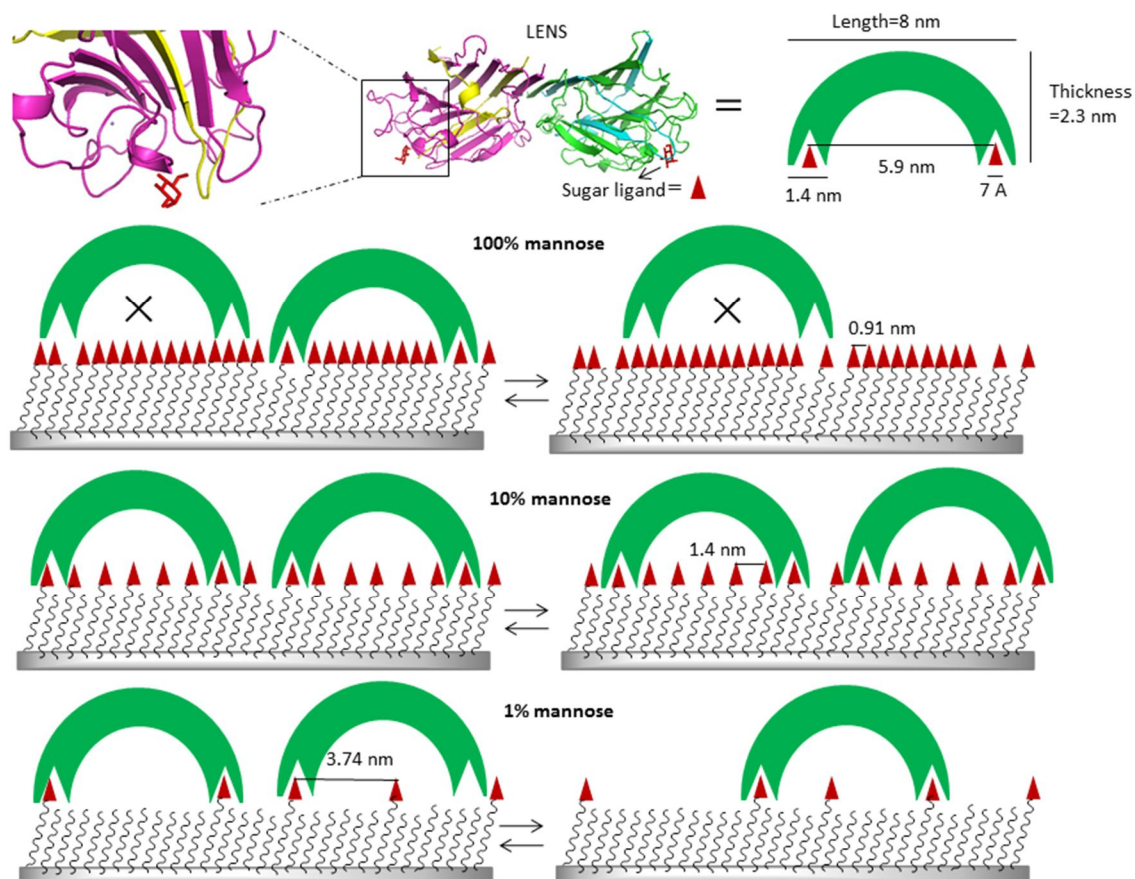 LENS
Length=8 nm
=
Thickness
=2.3 nm
5.9 nm
Sugar ligand=
1.4 nm
7 A
100% mannose
0.91 nm
10% mannose
1.4 nm
1% mannose
3.74 nm